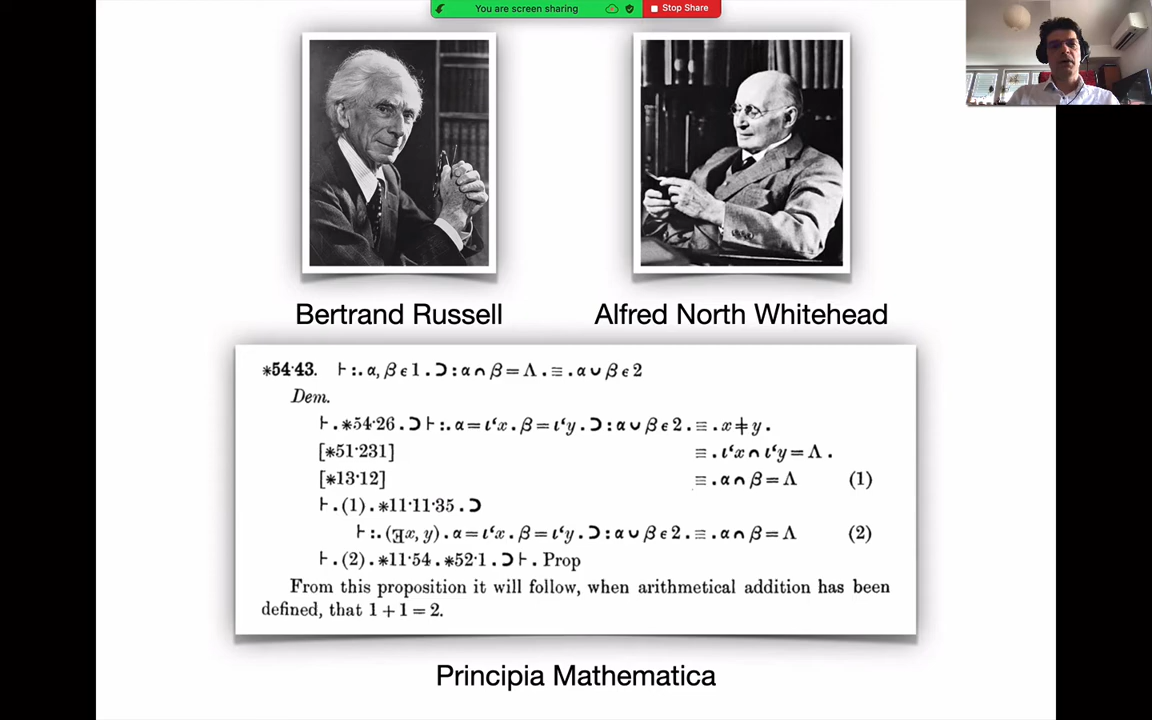 You are screen sharing
Stop Share
Bertrand Russell
Alfred North Whitehead
∗54·43. ⊢:. α, β ϵ 1 . ⊃ : α ∩ β = Λ . ≡ . α ∪ β ϵ 2
Dem.
⊢ . ∗54·26 . ⊃ ⊢ :. α = ι‘x . β = ι‘y . ⊃ : α ∪ β ϵ 2 . ≡ . x ≠ y .
[∗51·231] ≡ . ι‘x ∩ ι‘y = Λ .
[∗13·12] ≡ . α ∩ β = Λ (1)
⊢ . (1) . ∗11·11·35 . ⊃
⊢ :. (∃x, y) . α = ι‘x . β = ι‘y . ⊃ : α ∪ β ϵ 2 . ≡ . α ∩ β = Λ (2)
⊢ . (2) . ∗11·54 . ∗52·1 . ⊃ ⊢ . Prop
From this proposition it will follow, when arithmetical addition has been
defined, that 1 + 1 = 2.
Principia Mathematica